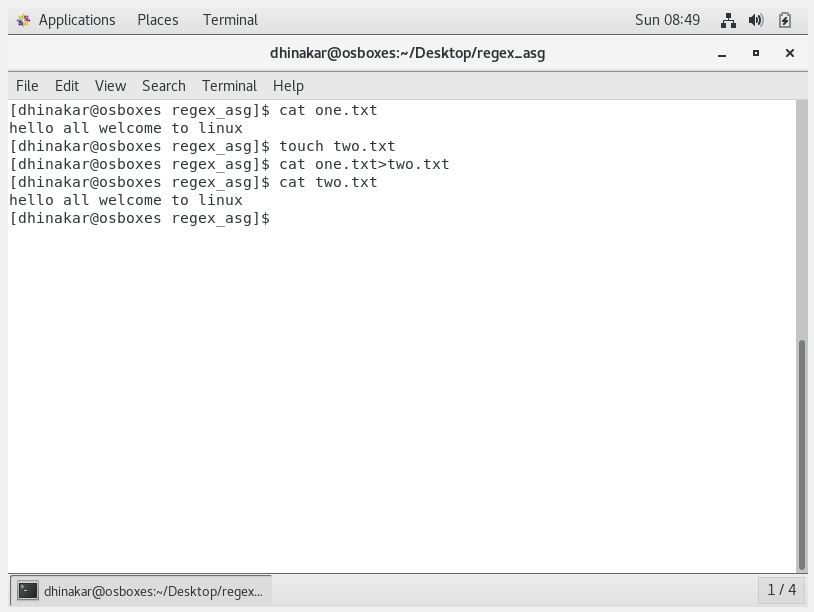 Applications Places Terminal Sun 08:49
dhinakar@osboxes:~/Desktop/regex_asg
File Edit View Search Terminal Help
[dhinakar@osboxes regex_asg]$ cat one.txt
hello all welcome to linux
[dhinakar@osboxes regex_asg]$ touch two.txt
[dhinakar@osboxes regex_asg]$ cat one.txt>two.txt
[dhinakar@osboxes regex_asg]$ cat two.txt
hello all welcome to linux
[dhinakar@osboxes regex_asg]$
dhinakar@osboxes:~/Desktop/regex... 1 / 4